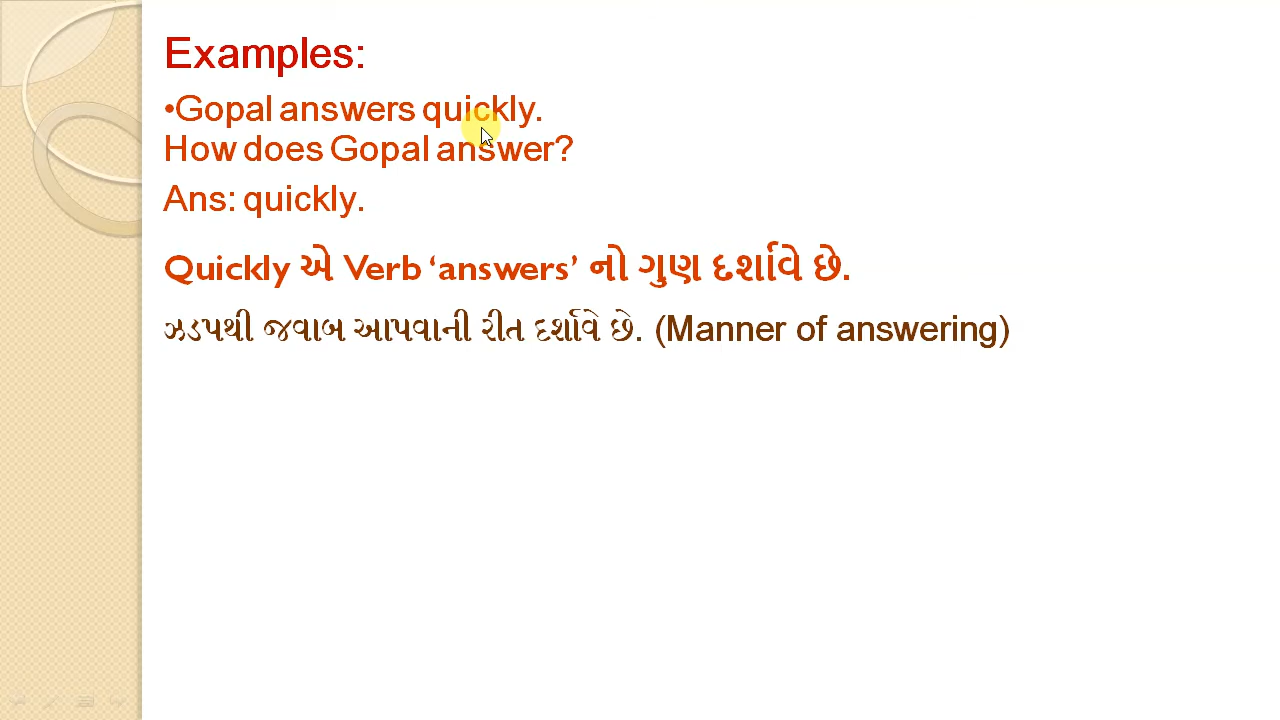 Examples:
•Gopal answers quickly.
How does Gopal answer?
Ans: quickly.
Quickly એ Verb ‘answers’ નો ગુણ દર્શાવે છે.
ઝડપથી જવાબ આપવાની રીત દર્શાવે છે. (Manner of answering)